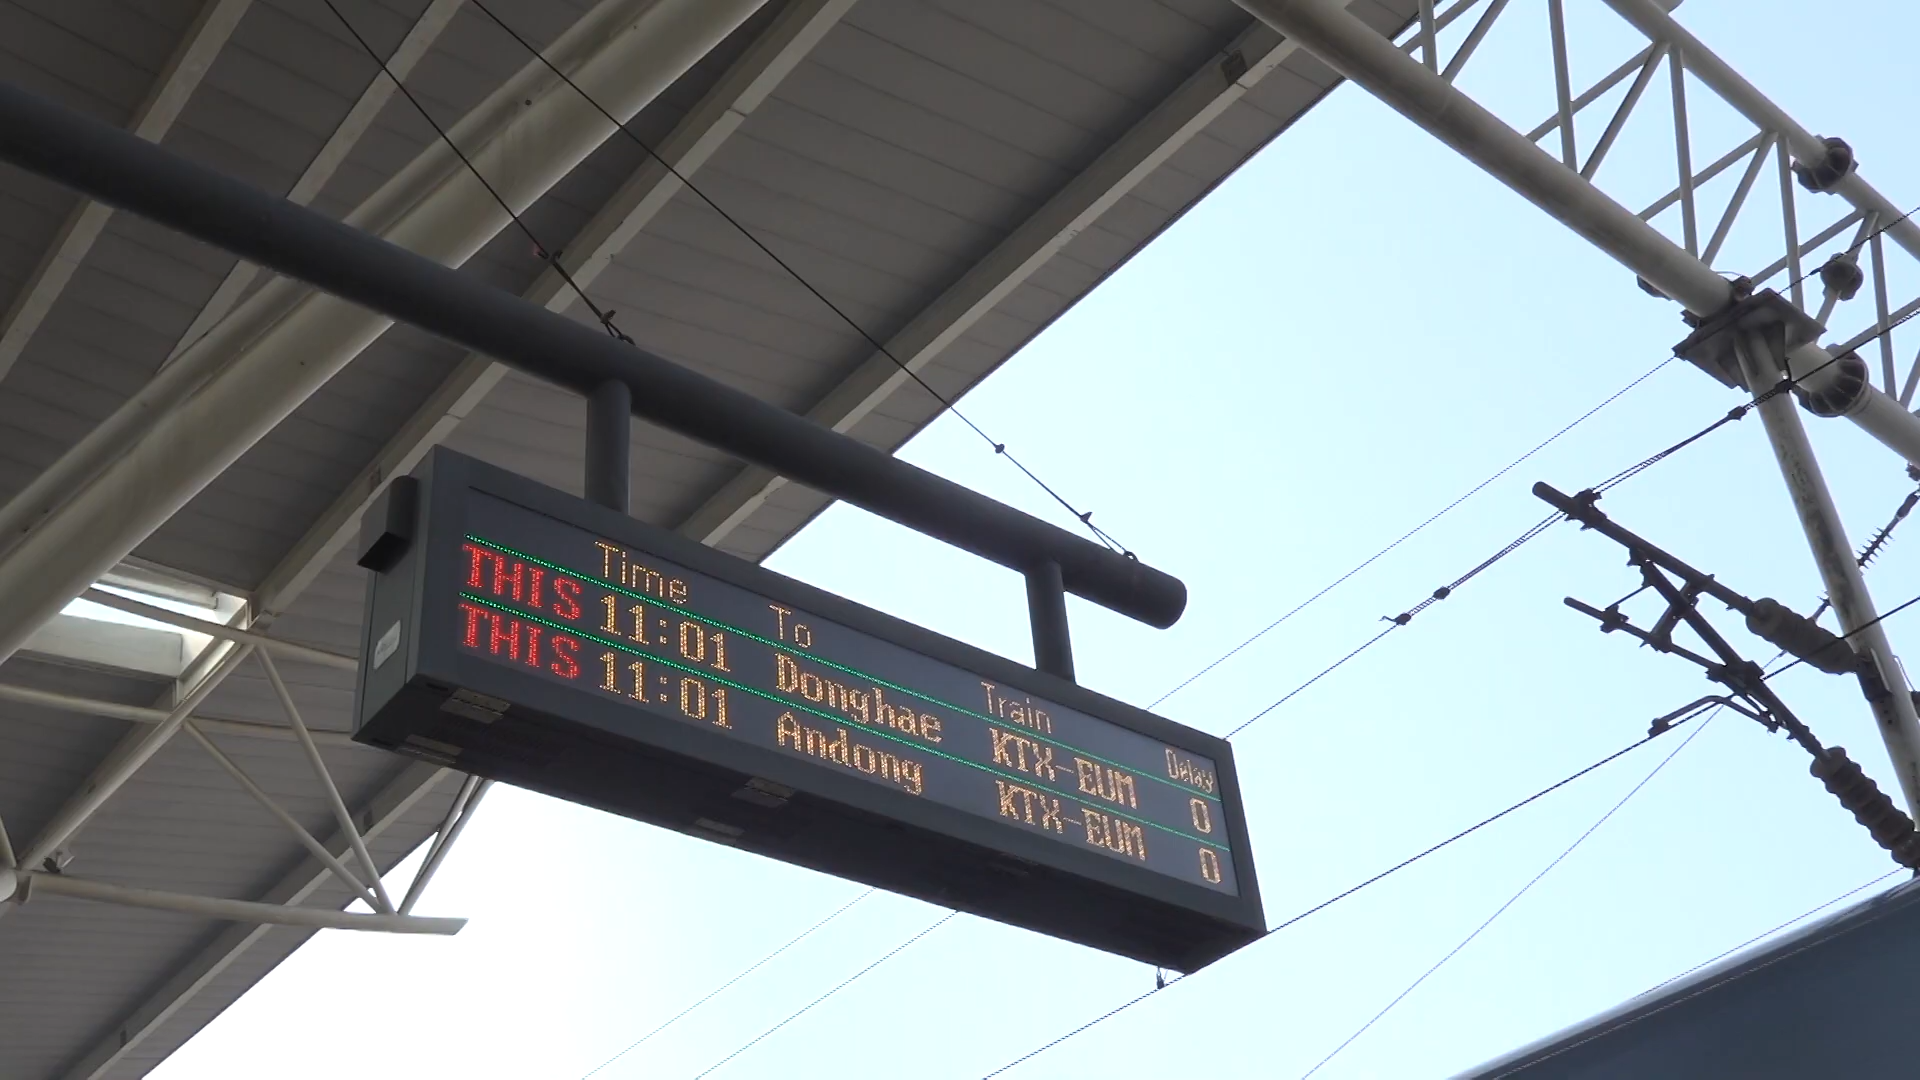 Time To Train Delay
THIS 11:01 Donghae KTX-EUM 0
THIS 11:01 Andong KTX-EUM 0